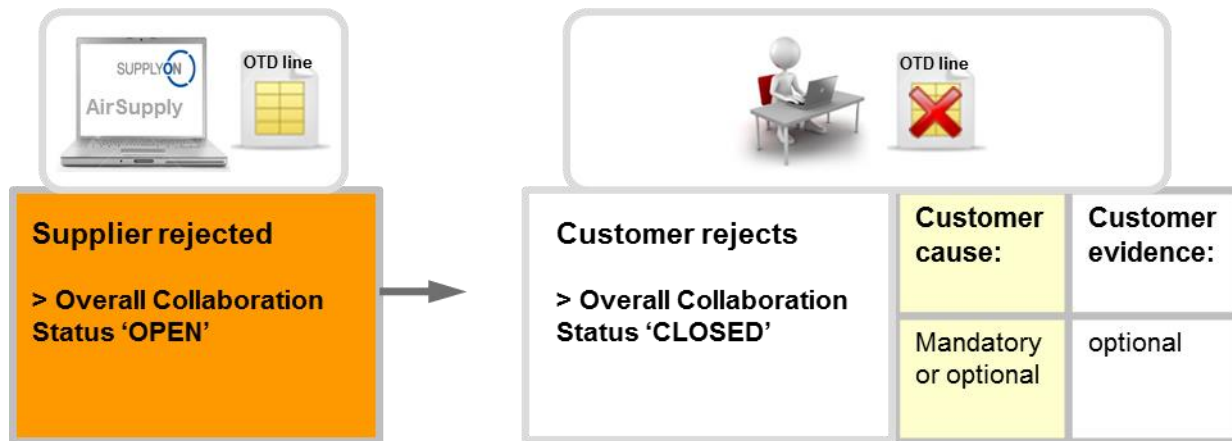 SUPPLYON
AirSupply
OTD line
OTD line
Supplier rejected
> Overall Collaboration
Status ‘OPEN’
Customer rejects
> Overall Collaboration
Status ‘CLOSED’
Customer
cause:
Customer
evidence:
Mandatory
or optional
optional